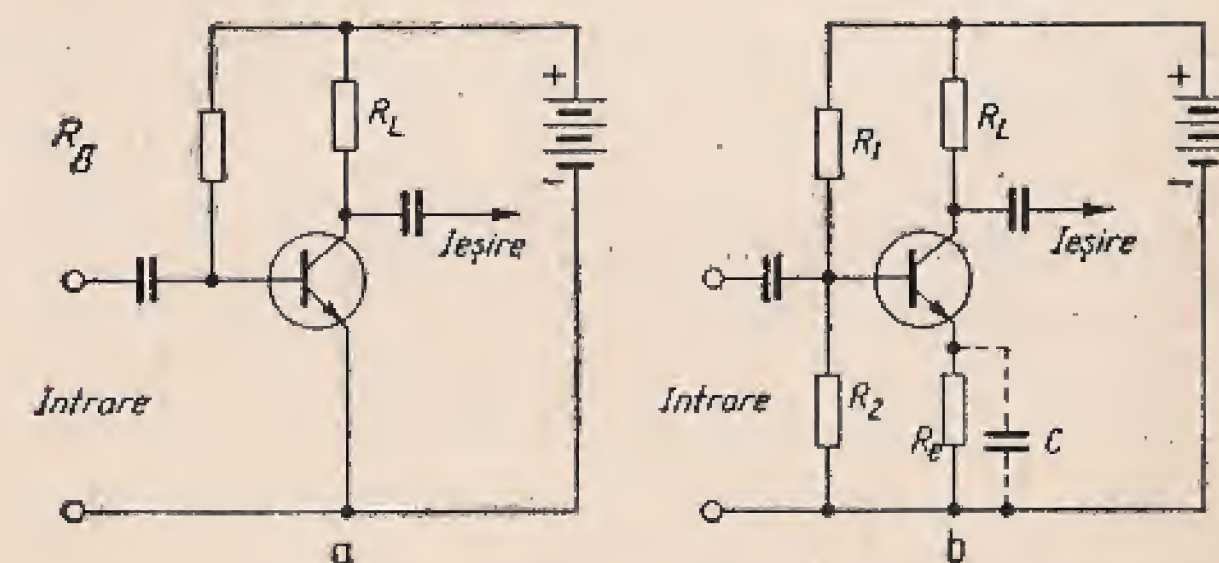 +
R_L
R_B
-
Ieşire
Intrare
a
+
R_L
R_1
-
Ieşire
Intrare
R_2
R_e
C
b